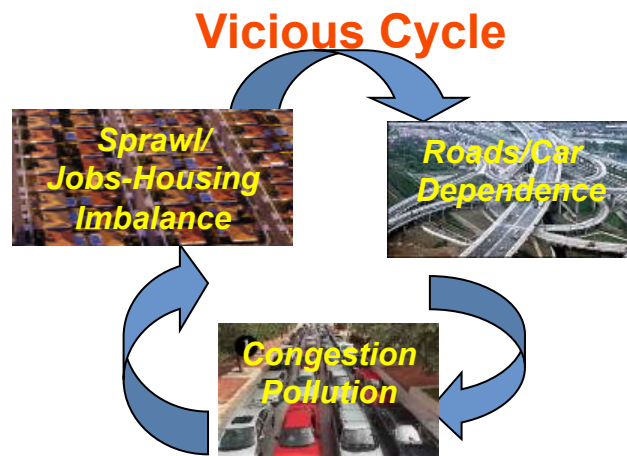 Vicious Cycle
Sprawl/
Jobs-Housing
Imbalance
Roads/Car
Dependence
Congestion
Pollution